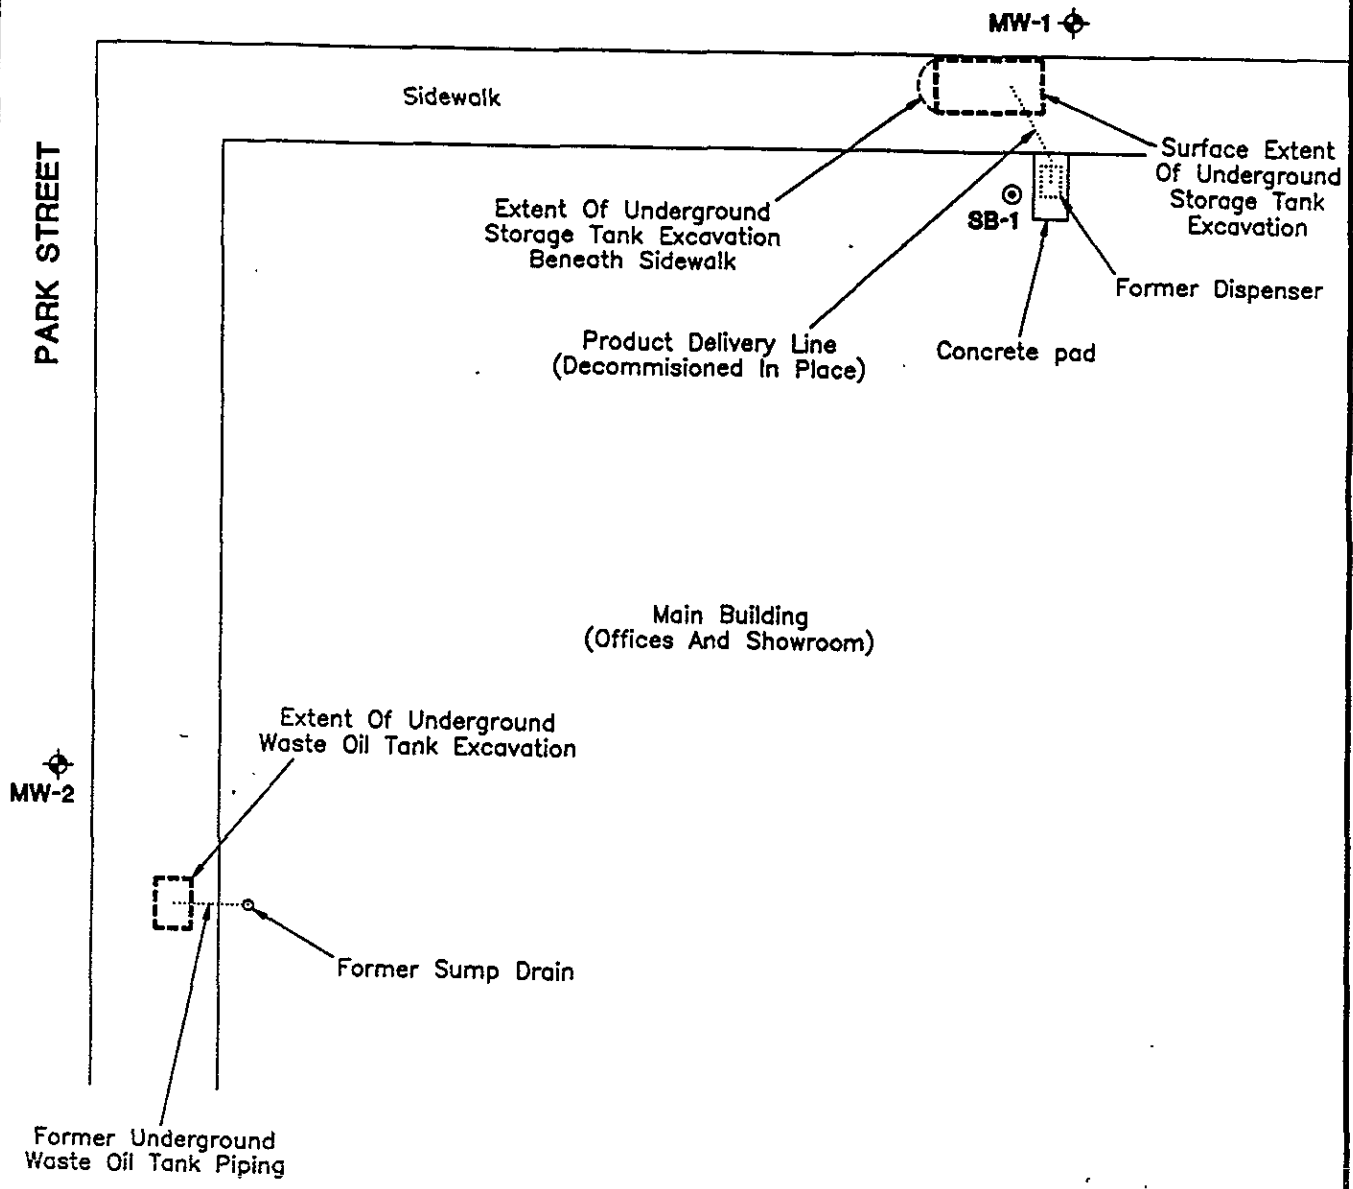 MW-1
Sidewalk
PARK STREET
Surface Extent
Of Underground
Storage Tank
Excavation
Extent Of Underground
Storage Tank Excavation
Beneath Sidewalk
SB-1
Former Dispenser
Product Delivery Line
(Decommisioned In Place)
Concrete pad
Main Building
(Offices And Showroom)
Extent Of Underground
Waste Oil Tank Excavation
MW-2
Former Sump Drain
Former Underground
Waste Oil Tank Piping